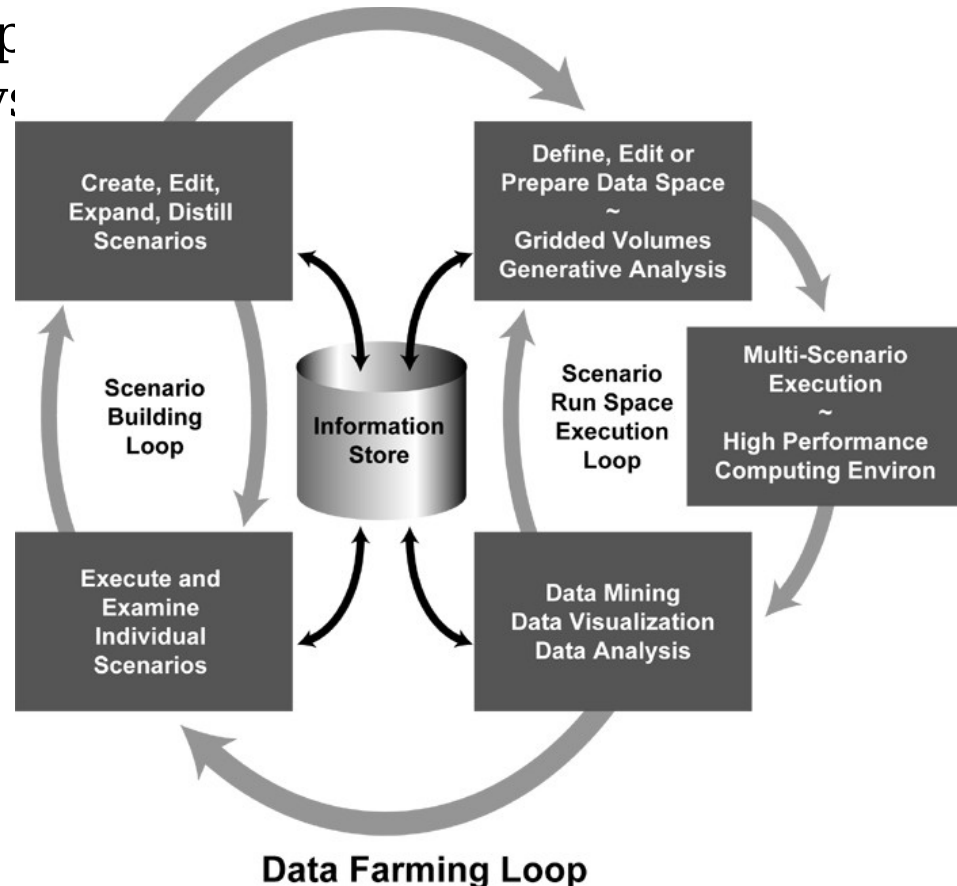 Create, Edit,
Expand, Distill
Scenarios
Define, Edit or
Prepare Data Space
~
Gridded Volumes
Generative Analysis
Multi-Scenario
Execution
~
High Performance
Computing Environ
Scenario
Building
Loop
Information
Store
Scenario
Run Space
Execution
Loop
Execute and
Examine
Individual
Scenarios
Data Mining
Data Visualization
Data Analysis
Data Farming Loop